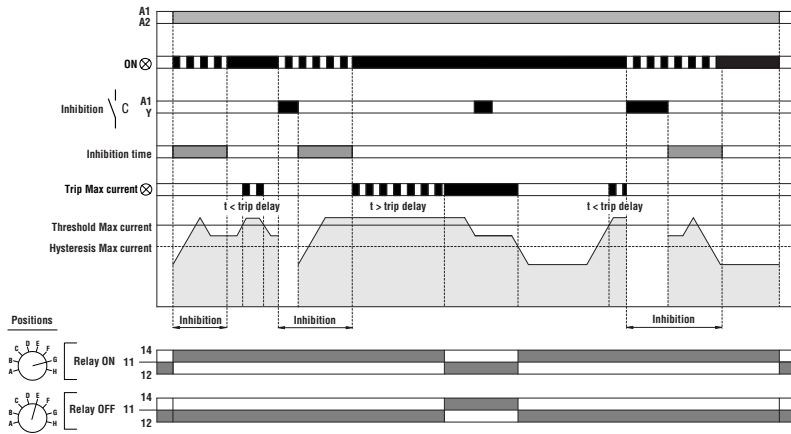 A1
A2
ON
Inhibition C A1
Y
Inhibition time
Trip Max current
t < trip delay t > trip delay t < trip delay
Threshold Max current
Hysteresis Max current
Inhibition Inhibition Inhibition
Positions
A B C D E F G H
Relay ON 11 14
12
A B C D E F G H
Relay OFF 11 14
12